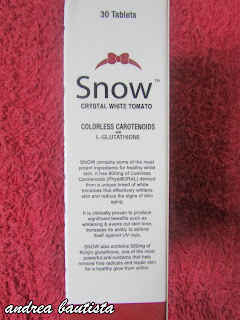 30 Tablets
Snow™
CRYSTAL WHITE TOMATO
COLORLESS CAROTENOIDS
with
L-GLUTATHIONE
SNOW contains some of the most
potent ingredients for healthy white
skin. It has 800mg of Colorless
Carotenoids (PhytoflORAL) derived
from a unique breed of white
tomatoes that effectively whitens
skin and reduce the signs of skin
aging.
It is clinically proven to produce
significant benefits such as
whitening & evens out skin tone,
increases its ability to defend
itself against UV rays.
SNOW also contains 500mg of
Kohjin glutathione, one of the most
powerful anti-oxidants that help
remove free radicals and repair skin
for a healthy glow from within.
andrea bautista